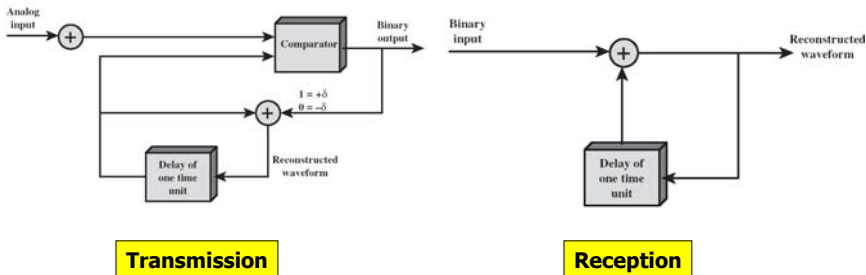 Analog
input
+
Comparator
Binary
output
1 = +δ
0 = –δ
+
Delay of
one time
unit
Reconstructed
waveform
Transmission
Binary
input
+
Reconstructed
waveform
Delay of
one time
unit
Reception